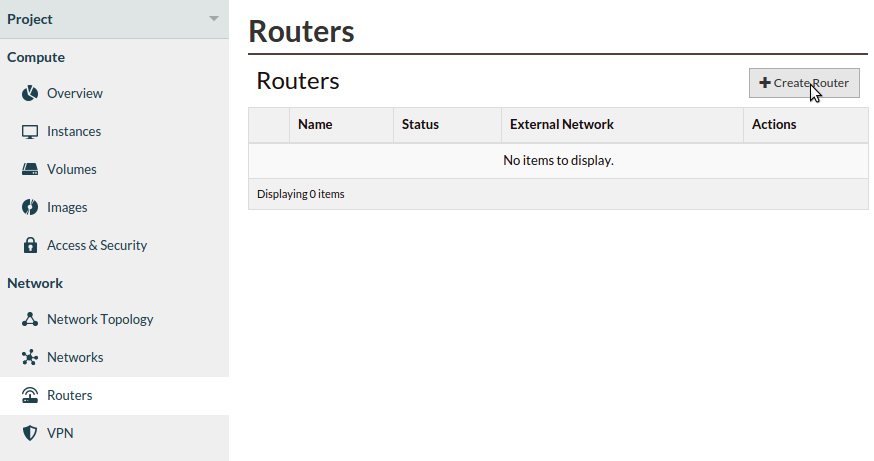 Project
Compute
Overview
Instances
Volumes
Images
Access & Security
Network
Network Topology
Networks
Routers
VPN
Routers
Routers
Create Router
Name Status External Network Actions
No items to display.
Displaying 0 items